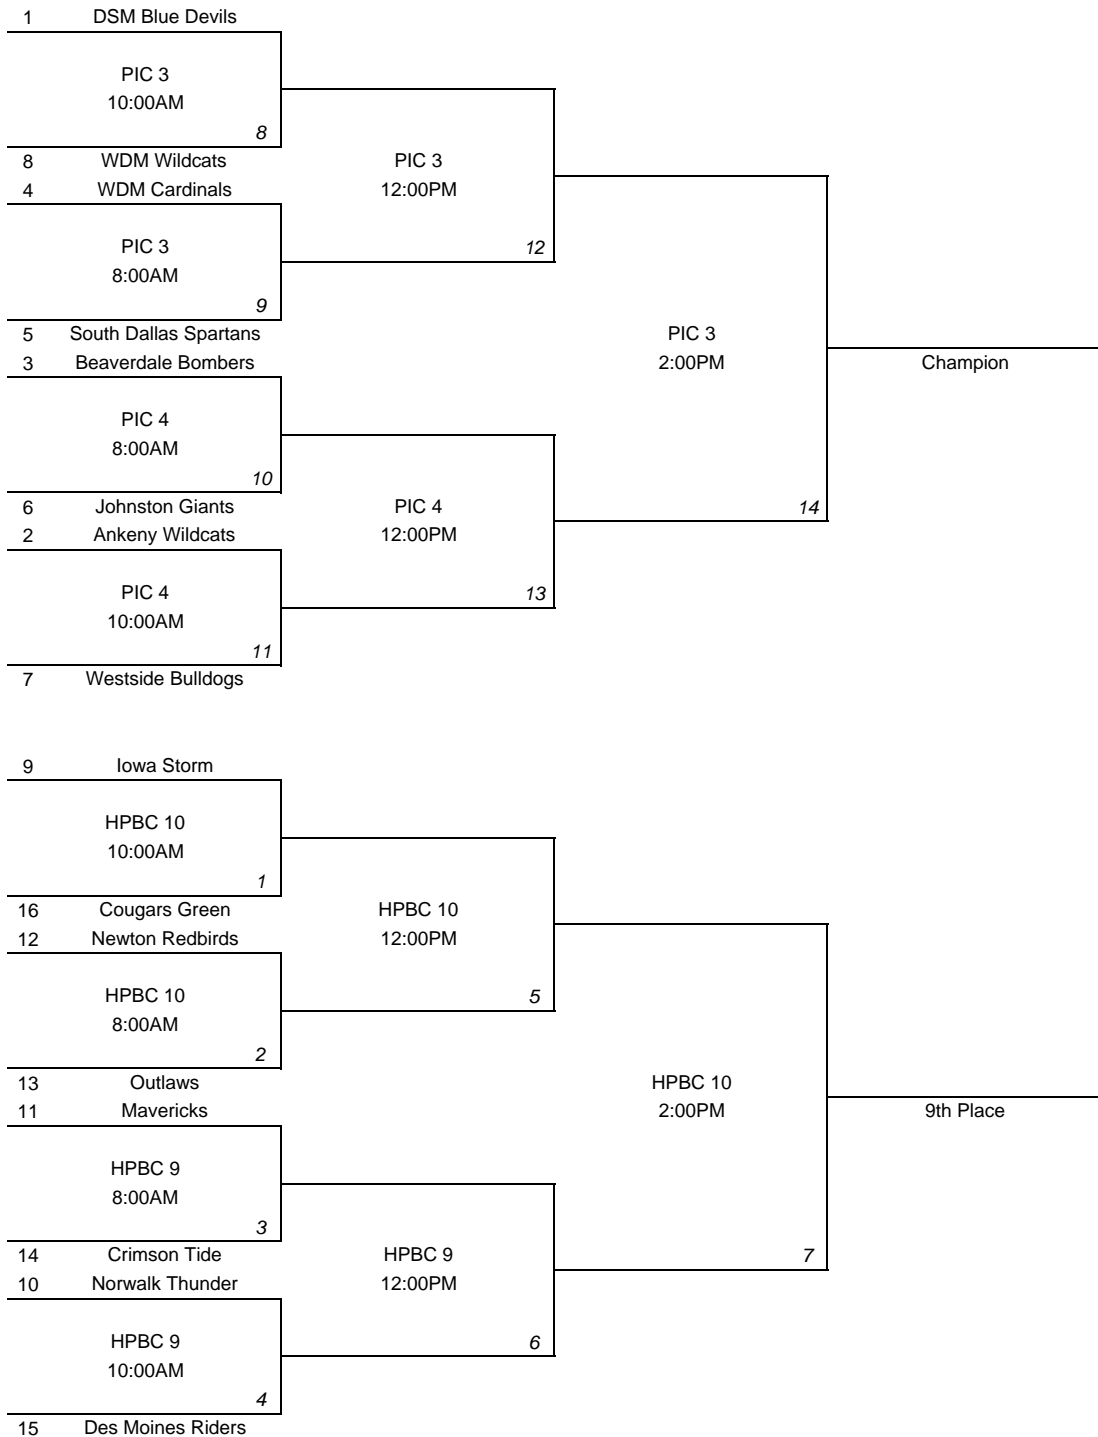 1 DSM Blue Devils
PIC 3
10:00AM
8
8 WDM Wildcats
PIC 3
4 WDM Cardinals
12:00PM
PIC 3
12
8:00AM
9
5 South Dallas Spartans
PIC 3
3 Beaverdale Bombers
2:00PM
Champion
PIC 4
8:00AM
10
6 Johnston Giants
PIC 4
14
2 Ankeny Wildcats
12:00PM
PIC 4
13
10:00AM
11
7 Westside Bulldogs
9 Iowa Storm
HPBC 10
10:00AM
1
16 Cougars Green
HPBC 10
12 Newton Redbirds
12:00PM
HPBC 10
5
8:00AM
2
13 Outlaws
HPBC 10
11 Mavericks
2:00PM
9th Place
HPBC 9
8:00AM
3
14 Crimson Tide
HPBC 9
7
10 Norwalk Thunder
12:00PM
HPBC 9
6
10:00AM
4
15 Des Moines Riders